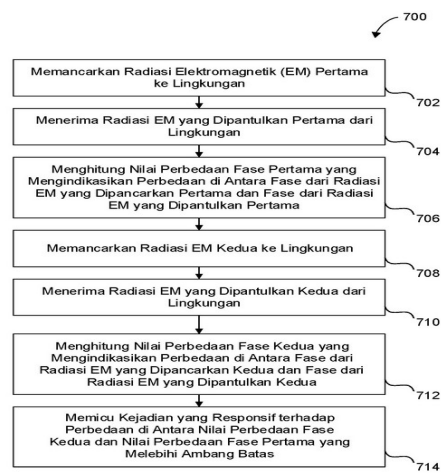 700
Memancarkan Radiasi Elektromagnetik (EM) Pertama
ke Lingkungan
702
Menerima Radiasi EM yang Dipantulkan Pertama dari
Lingkungan
704
Menghitung Nilai Perbedaan Fase Pertama yang
Mengindikasikan Perbedaan di Antara Fase dari Radiasi
EM yang Dipancarkan Pertama dan Fase dari Radiasi
EM yang Dipantulkan Pertama
706
Memancarkan Radiasi EM Kedua ke Lingkungan
708
Menerima Radiasi EM yang Dipantulkan Kedua dari
Lingkungan
710
Menghitung Nilai Perbedaan Fase Kedua yang
Mengindikasikan Perbedaan di Antara Fase dari
Radiasi EM yang Dipancarkan Kedua dan Fase dari
Radiasi EM yang Dipantulkan Kedua
712
Memicu Kejadian yang Responsif terhadap
Perbedaan di Antara Nilai Perbedaan Fase
Kedua dan Nilai Perbedaan Fase Pertama yang
Melebihi Ambang Batas
714